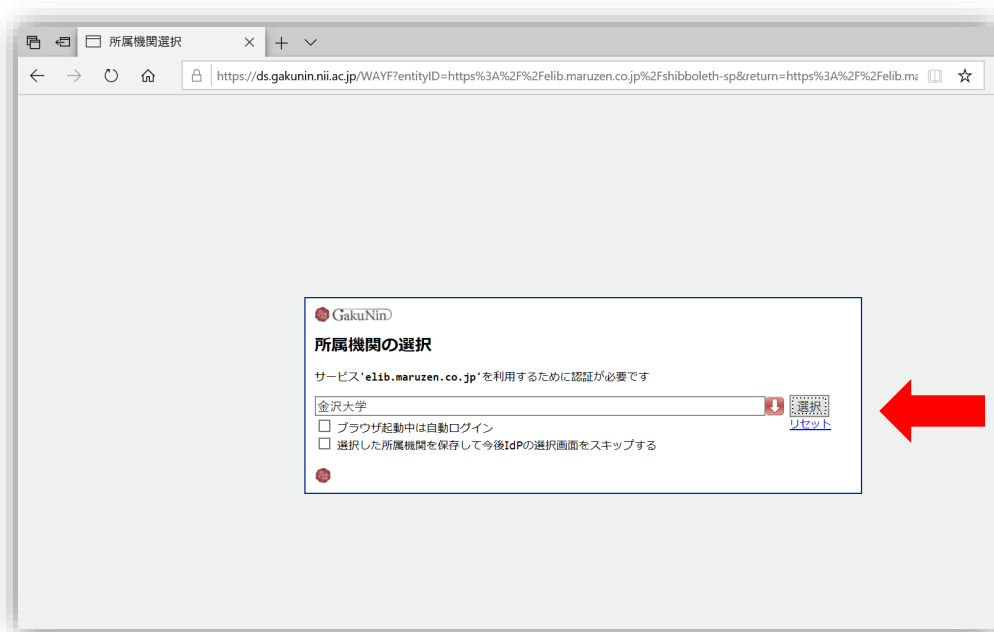 所属機関選択
https://ds.gakunin.nii.ac.jp/WAYF?entityID=https%3A%2F%2Felib.maruzen.co.jp%2Fshibboleth-sp&return=https%3A%2F%2Felib.ma
GakuNin
所属機関の選択
サービス'elib.maruzen.co.jp'を利用するために認証が必要です
金沢大学 選択
ブラウザ起動中は自動ログイン リセット
選択した所属機関を保存して今後IdPの選択画面をスキップする